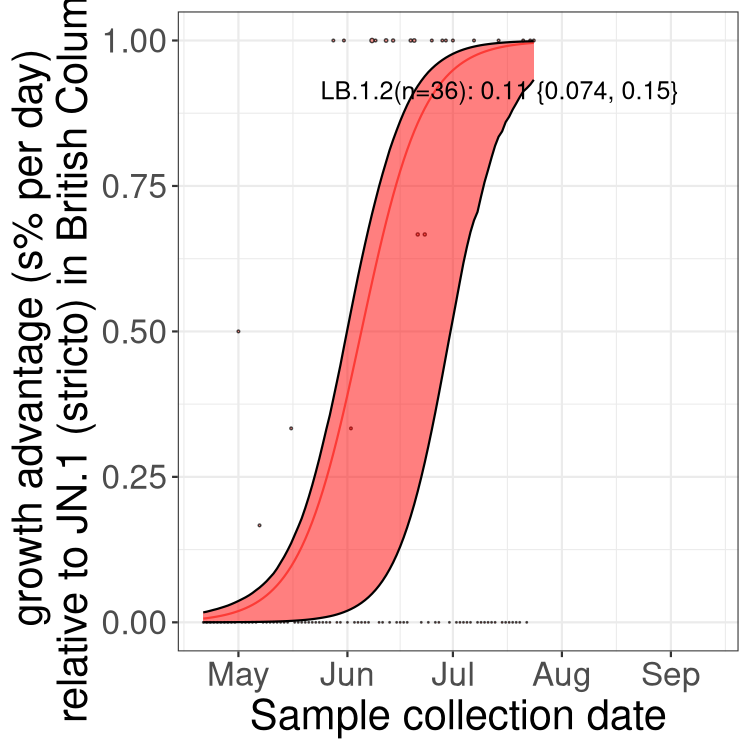 growth advantage (s% per day)
relative to JN.1 (stricto) in British Colum
1.00
0.75
0.50
0.25
0.00
LB.1.2(n=36): 0.11 {0.074, 0.15}
May Jun Jul Aug Sep
Sample collection date